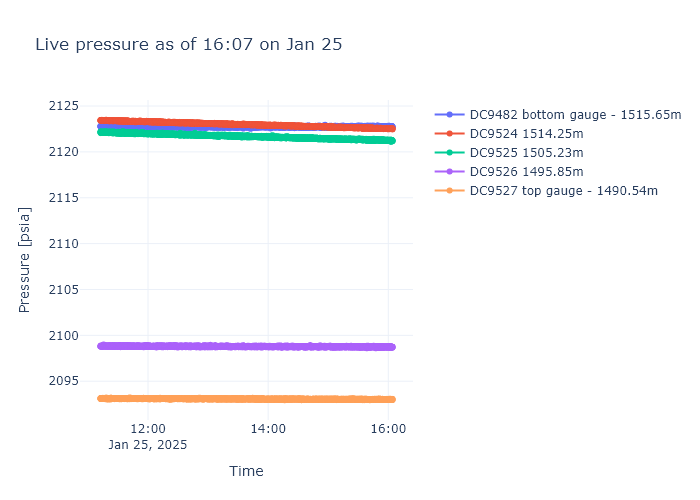 Live pressure as of 16:07 on Jan 25
Pressure [psia]
2125
2120
2115
2110
2105
2100
2095
12:00
Jan 25, 2025
14:00
16:00
Time
DC9482 bottom gauge - 1515.65m
DC9524 1514.25m
DC9525 1505.23m
DC9526 1495.85m
DC9527 top gauge - 1490.54m